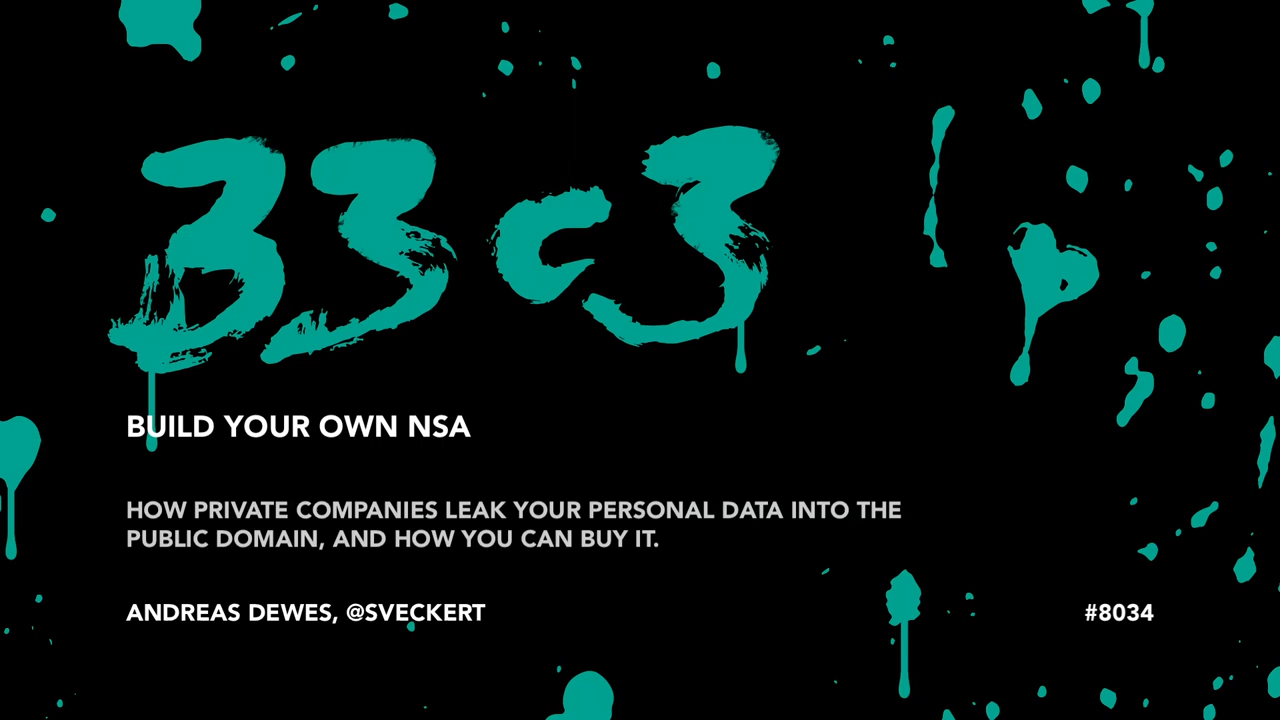 33c3
BUILD YOUR OWN NSA
HOW PRIVATE COMPANIES LEAK YOUR PERSONAL DATA INTO THE
PUBLIC DOMAIN, AND HOW YOU CAN BUY IT.
ANDREAS DEWES, @SVECKERT
#8034